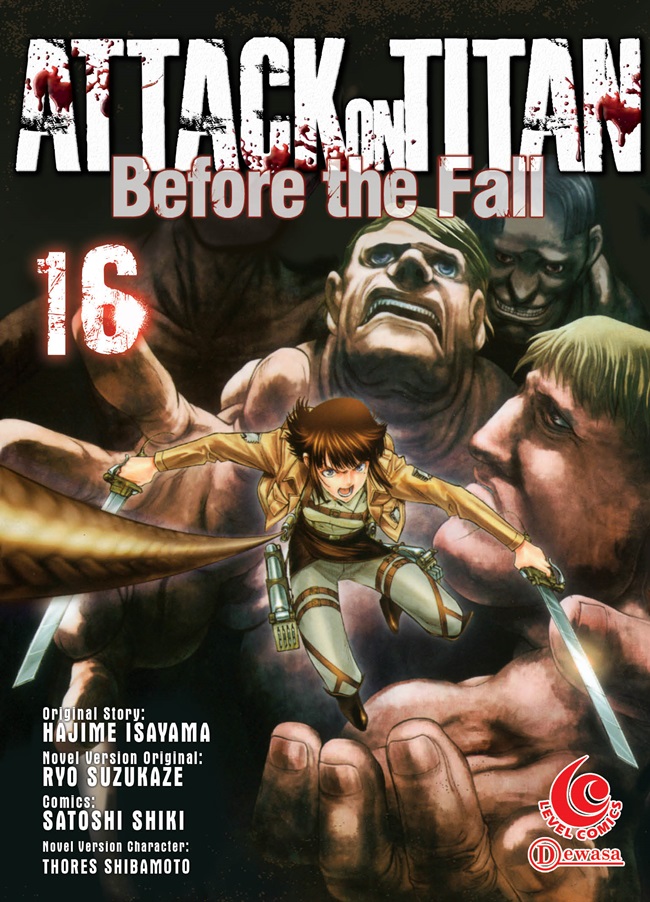 ATTACK ON TITAN
Before the Fall
16
Original Story:
HAJIME ISAYAMA
Novel Version Original:
RYO SUZUKAZE
Comics:
SATOSHI SHIKI
Novel Version Character:
THORES SHIBAMOTO
LEVEL COMICS
Dewasa